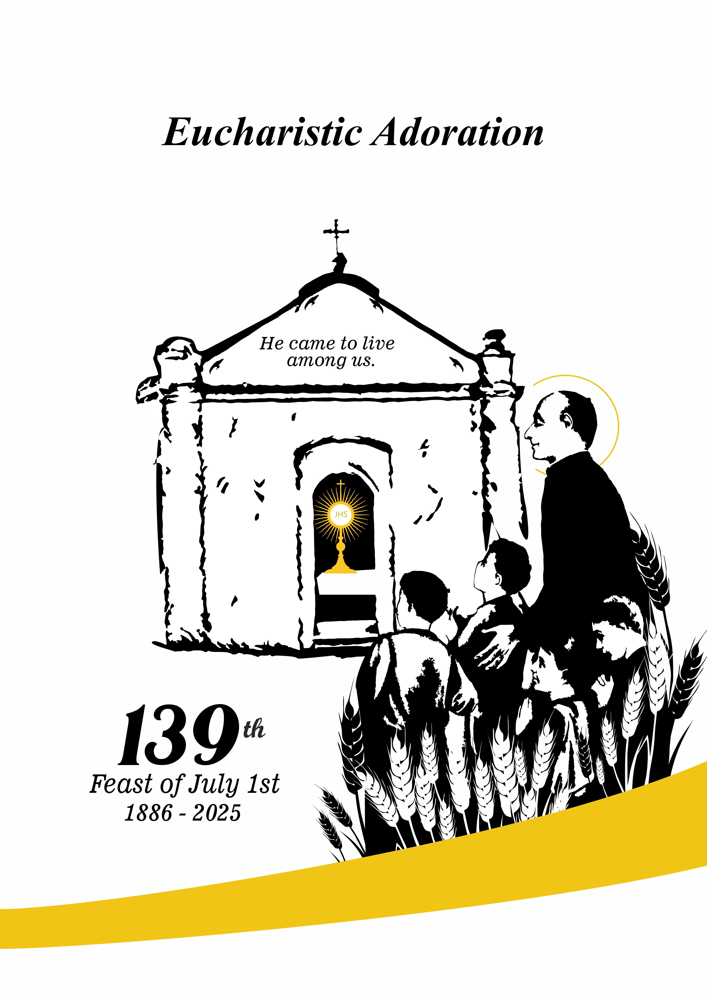 Eucharistic Adoration
He came to live
among us.
JHS
139th
Feast of July 1st
1886 - 2025